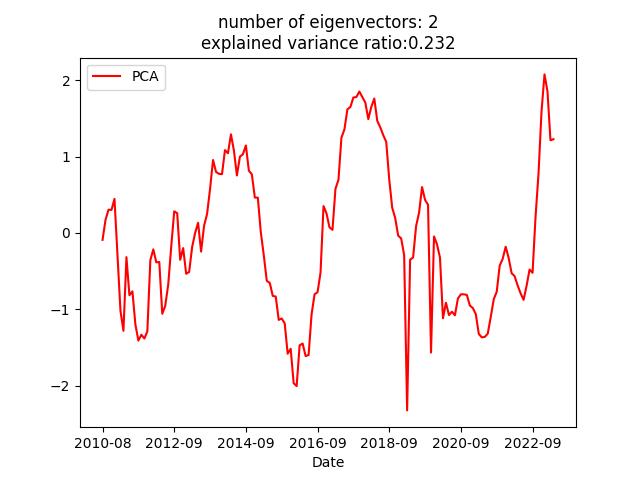 number of eigenvectors: 2
explained variance ratio:0.232
PCA
2
1
0
−1
−2
2010-08 2012-09 2014-09 2016-09 2018-09 2020-09 2022-09
Date